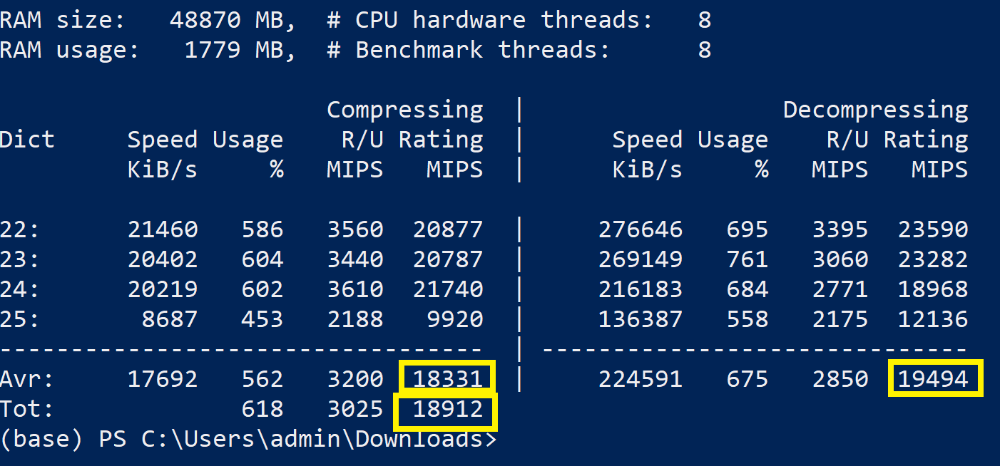 RAM size:   48870 MB,  # CPU hardware threads:   8
RAM usage:   1779 MB,  # Benchmark threads:      8
                       Compressing  |                  Decompressing
Dict     Speed Usage    R/U Rating  |      Speed Usage    R/U Rating
         KiB/s     %   MIPS   MIPS  |      KiB/s     %   MIPS   MIPS
22:      21460   586   3560  20877  |     276646   695   3395  23590
23:      20402   604   3440  20787  |     269149   761   3060  23282
24:      20219   602   3610  21740  |     216183   684   2771  18968
25:       8687   453   2188   9920  |     136387   558   2175  12136
----------------------------------  | ------------------------------
Avr:     17692   562   3200  18331  |     224591   675   2850  19494
Tot:             618   3025  18912
(base) PS C:\Users\admin\Downloads>